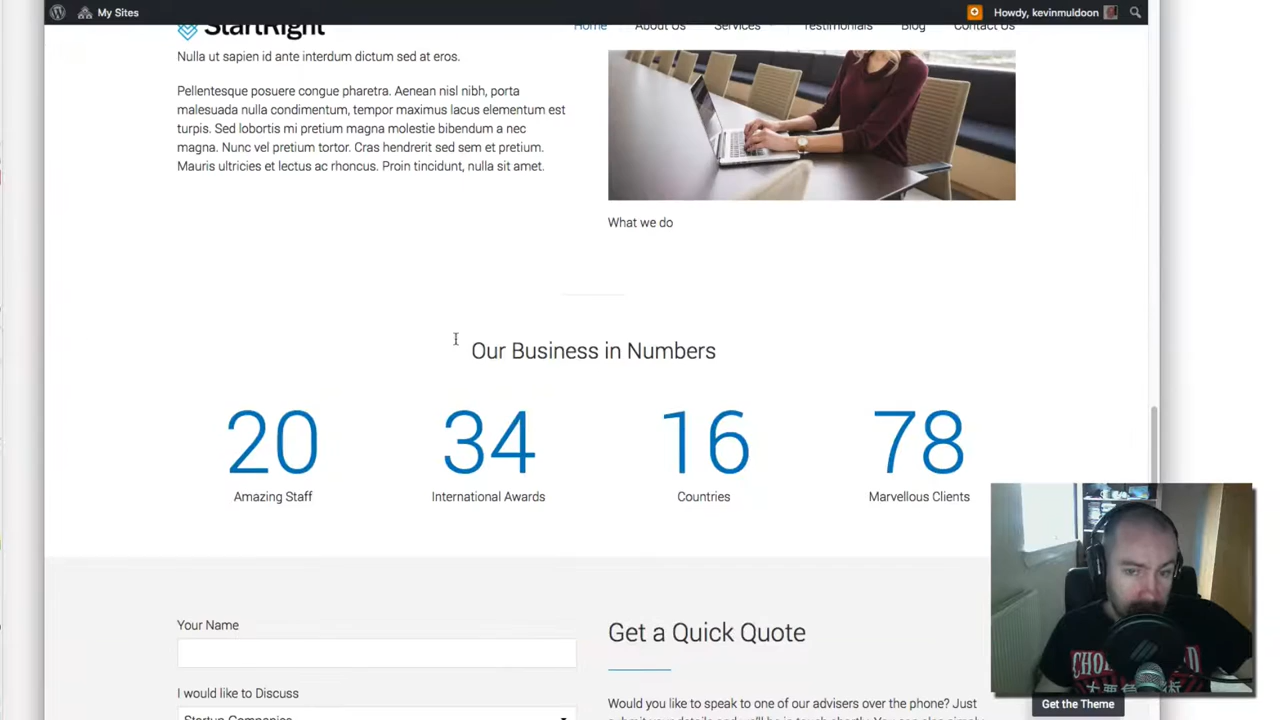 My Sites
Howdy, kevinmuldoon
StartRight
Home About Us Services Testimonials Blog Contact Us
Nulla ut sapien id ante interdum dictum sed at eros.
Pellentesque posuere congue pharetra. Aenean nisl nibh, porta
malesuada nulla condimentum, tempor maximus lacus elementum est
turpis. Sed lobortis mi pretium magna molestie bibendum a nec
magna. Nunc vel pretium tortor. Cras hendrerit sed sem et pretium.
Mauris ultricies et lectus ac rhoncus. Proin tincidunt, nulla sit amet.
What we do
Our Business in Numbers
20 34 16 78
Amazing Staff International Awards Countries Marvellous Clients
Your Name
Get a Quick Quote
I would like to Discuss
Would you like to speak to one of our advisers over the phone? Just
Startup Companies
Get the Theme